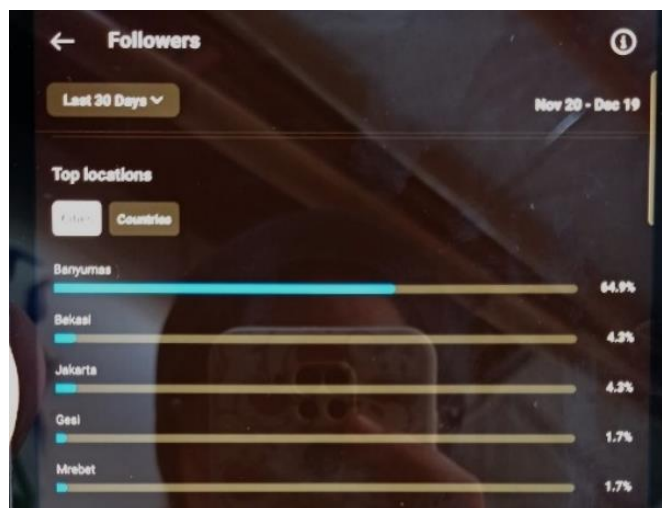 Followers
Last 30 Days
Nov 20 - Dec 19
Top locations
Cities Countries
Banyumas
64.9%
Bekasi
4.3%
Jakarta
4.3%
Gesi
1.7%
Mrebet
1.7%